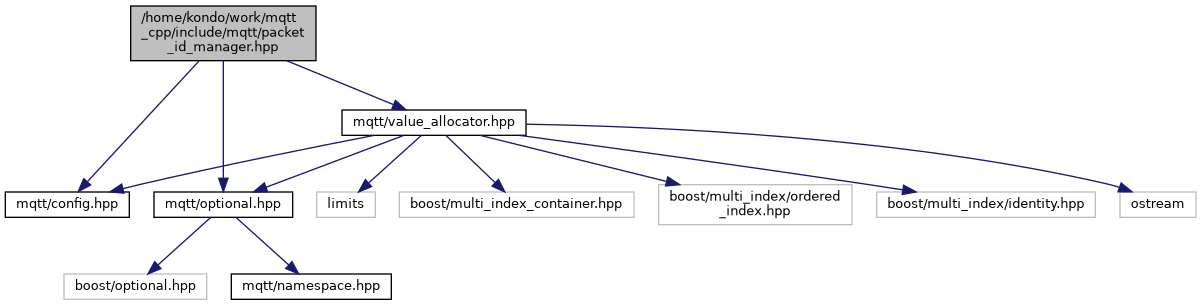 /home/kondo/work/mqtt
_cpp/include/mqtt/packet
_id_manager.hpp
mqtt/value_allocator.hpp
mqtt/config.hpp
mqtt/optional.hpp
limits
boost/multi_index_container.hpp
boost/multi_index/ordered
_index.hpp
boost/multi_index/identity.hpp
ostream
boost/optional.hpp
mqtt/namespace.hpp